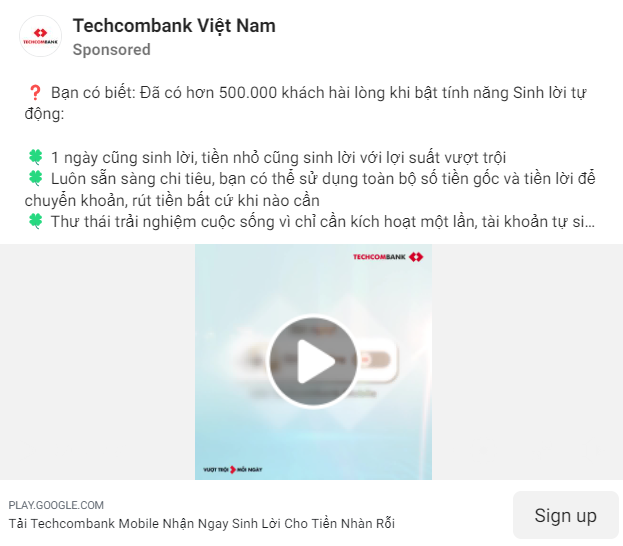 TECHCOMBANK
Techcombank Việt Nam
Sponsored
❓ Bạn có biết: Đã có hơn 500.000 khách hài lòng khi bật tính năng Sinh lời tự
động:
🍀 1 ngày cũng sinh lời, tiền nhỏ cũng sinh lời với lợi suất vượt trội
🍀 Luôn sẵn sàng chi tiêu, bạn có thể sử dụng toàn bộ số tiền gốc và tiền lời để
chuyển khoản, rút tiền bất cứ khi nào cần
🍀 Thư thái trải nghiệm cuộc sống vì chỉ cần kích hoạt một lần, tài khoản tự si...
TECHCOMBANK
VƯỢT TRỘI MỖI NGÀY
PLAY.GOOGLE.COM
Tải Techcombank Mobile Nhận Ngay Sinh Lời Cho Tiền Nhàn Rỗi
Sign up